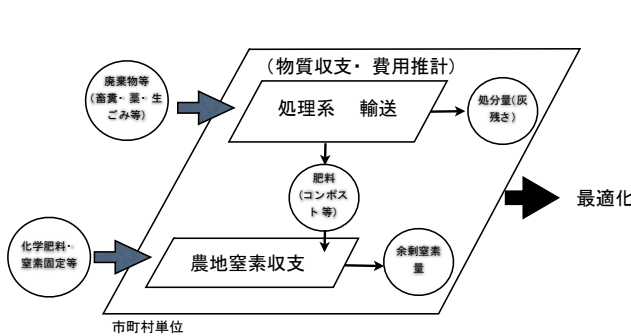 (物質収支・費用推計)
廃棄物等
(畜糞・藁・生
ごみ等)
処理系 輸送
処分量(灰
残さ)
肥料
(コンポス
ト等)
最適化
化学肥料・
窒素固定等
農地窒素収支
余剰窒素
量
市町村単位